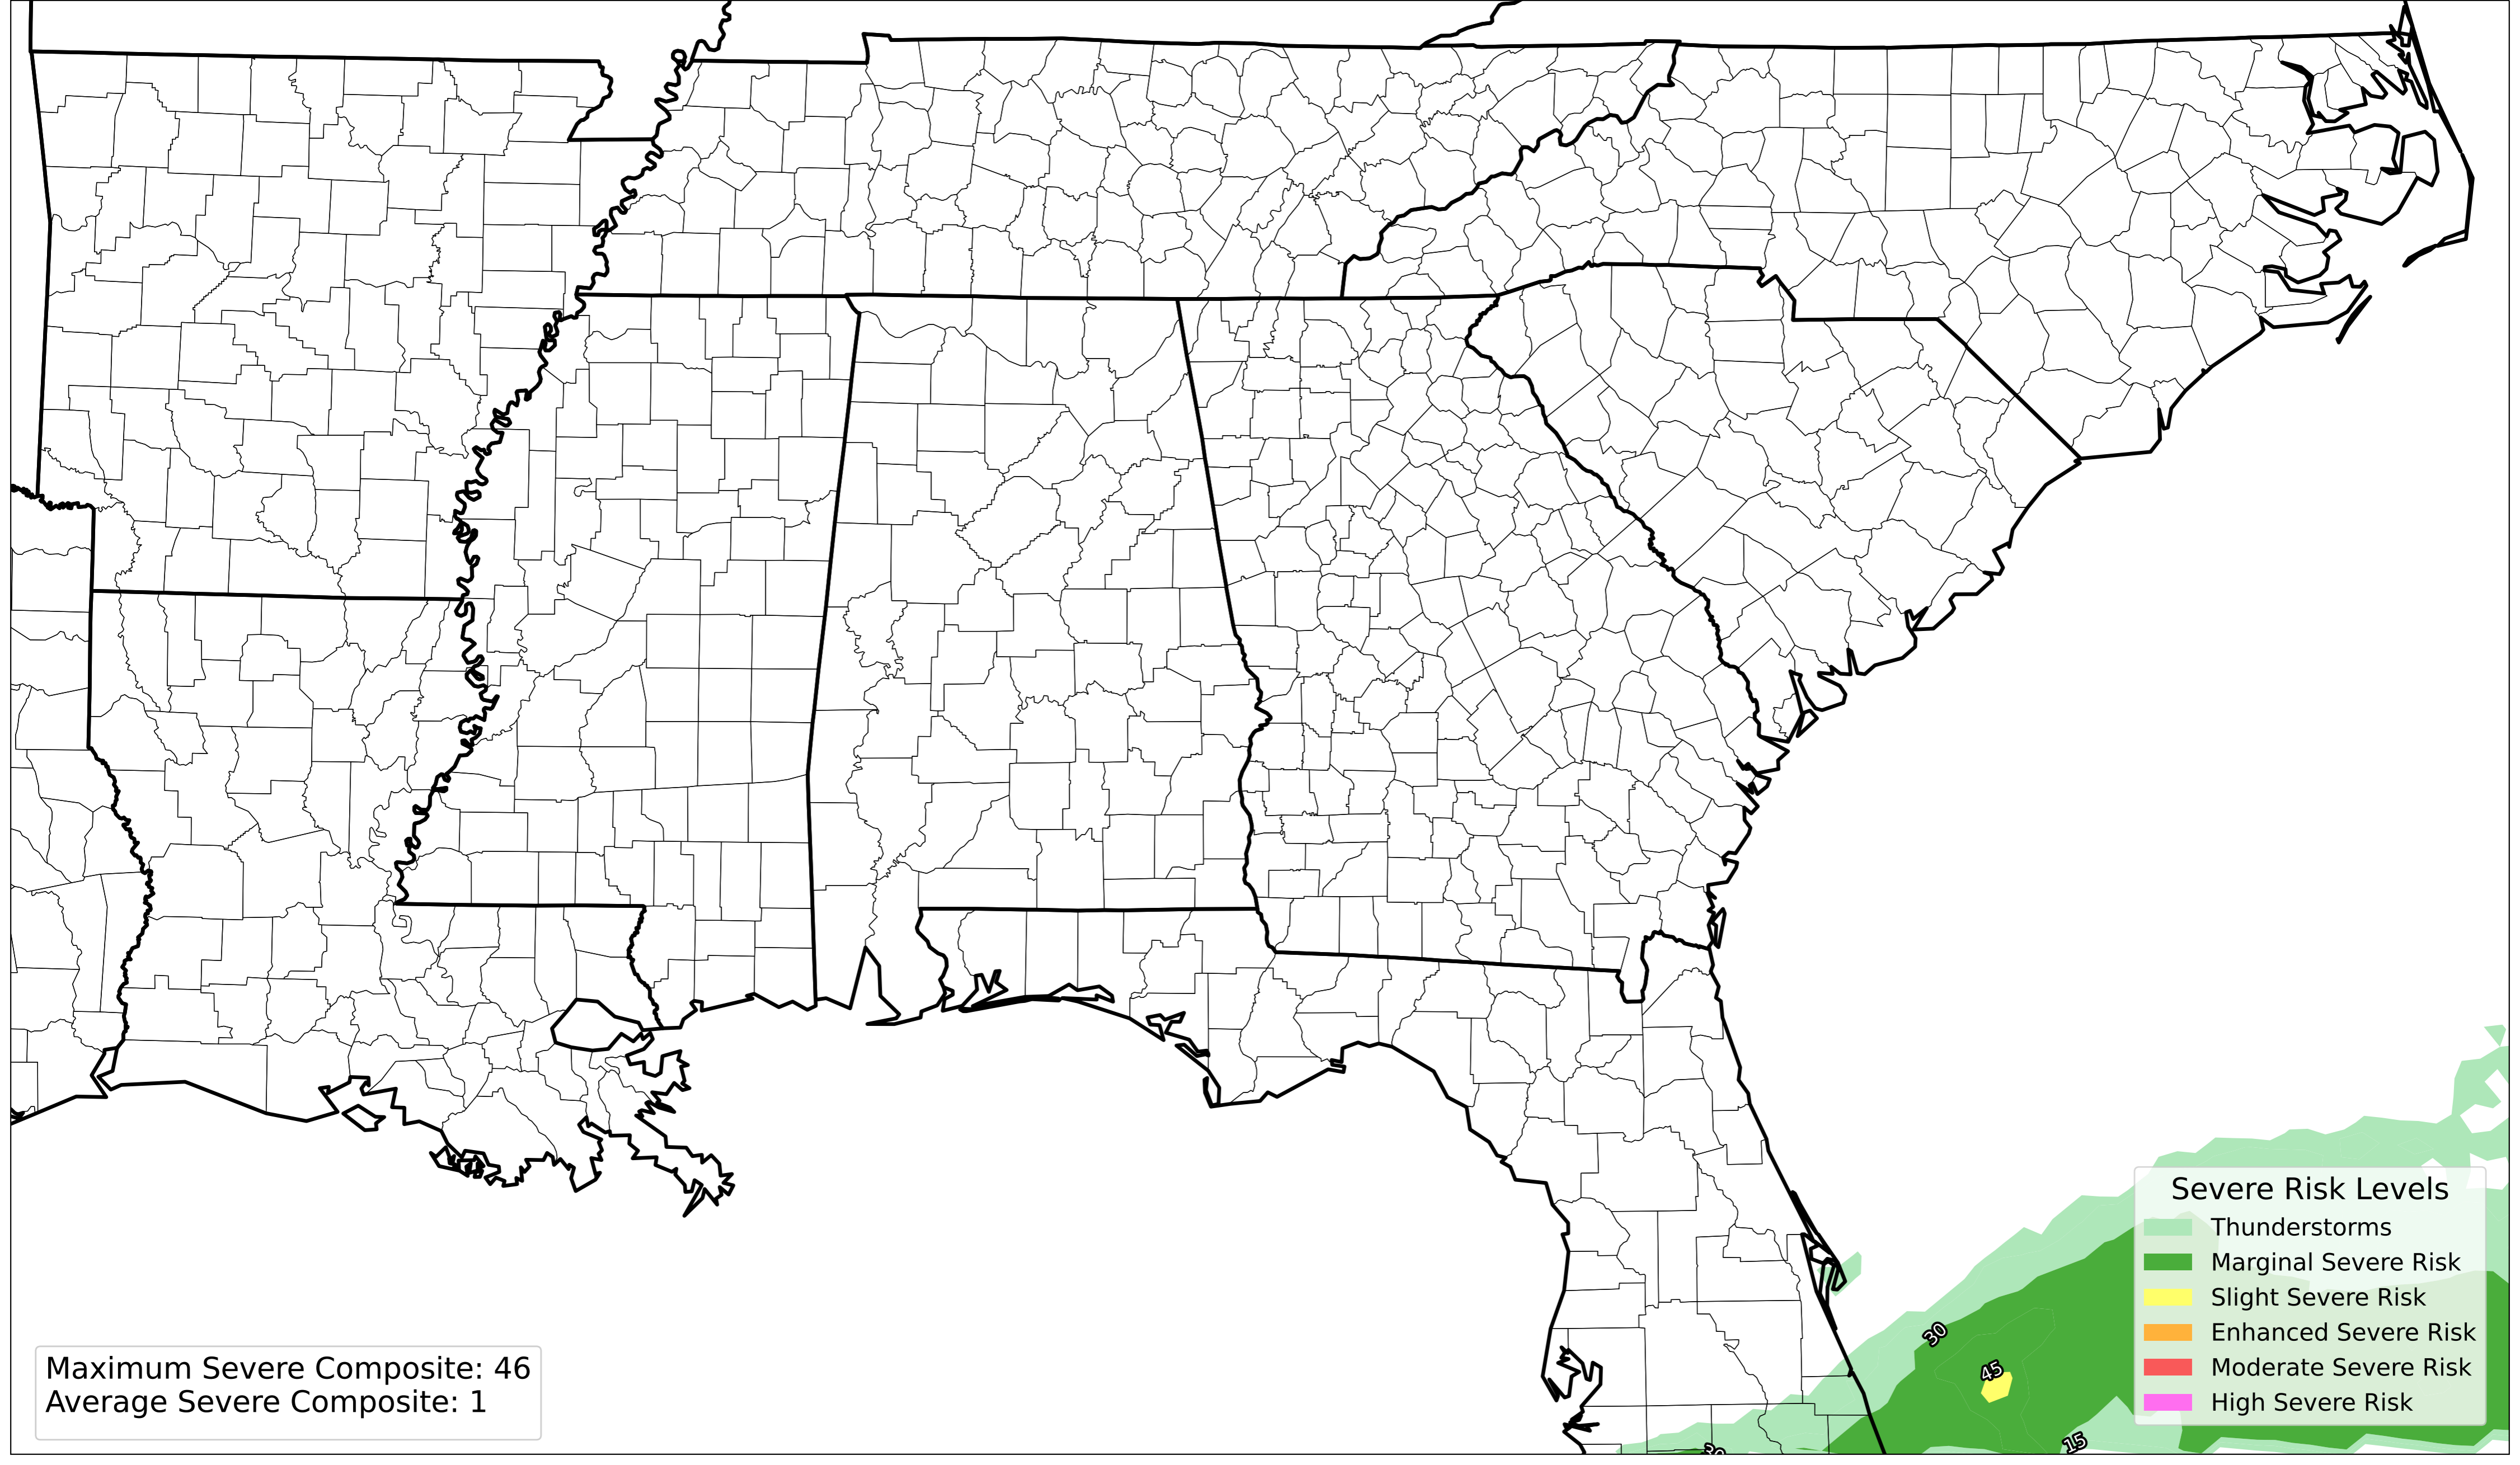 Severe Risk Levels
Thunderstorms
Marginal Severe Risk
Slight Severe Risk
Enhanced Severe Risk
Moderate Severe Risk
High Severe Risk
30
45
15
30
Maximum Severe Composite: 46
Average Severe Composite: 1